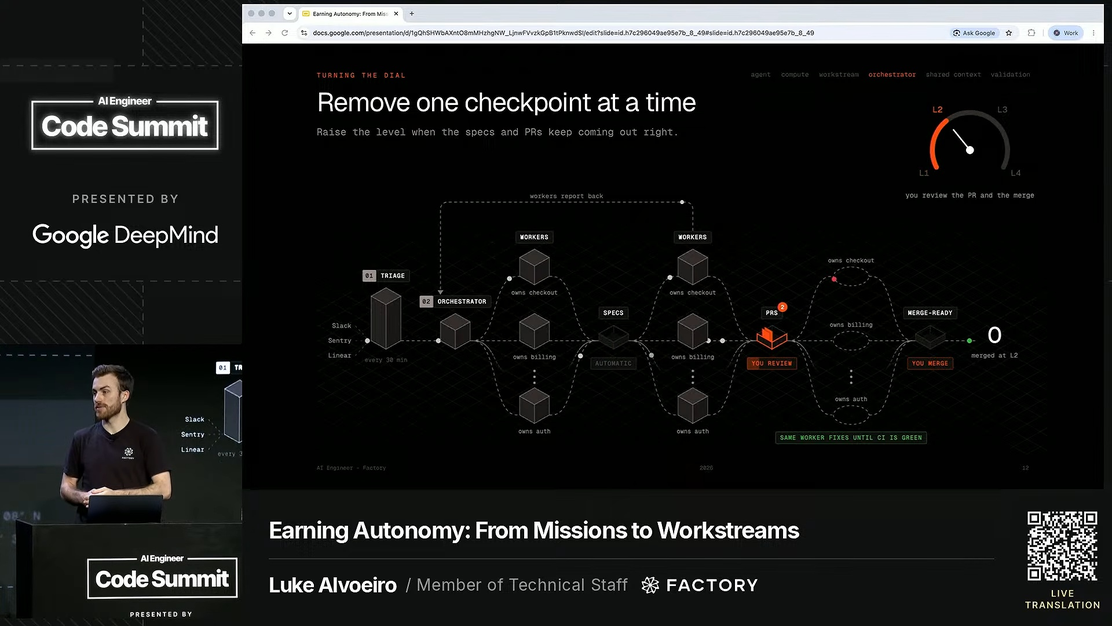 Earning Autonomy: From Miss
docs.google.com/presentation/d/1gQhSHWbAXntO8mMHzhgNW_LjnwFVvzkGpB1tPknwdSI/edit?slide=id.h7c296049ae95e7b_8_49#slide=id.h7c296049ae95e7b_8_49
Ask Google
Work
AI Engineer
Code Summit
PRESENTED BY
Google DeepMind
TURNING THE DIAL
agent compute workstream orchestrator shared context validation
Remove one checkpoint at a time
Raise the level when the specs and PRs keep coming out right.
L2 L3
L1 L4
you review the PR and the merge
workers report back
WORKERS
WORKERS
owns checkout
01 TRIAGE
owns checkout
owns checkout
02 ORCHESTRATOR
SPECS
PRS
2
MERGE-READY
Slack
Sentry
Linear
every 30 min
owns billing
owns billing
owns billing
0
merged at L2
AUTOMATIC
YOU REVIEW
YOU MERGE
owns auth
owns auth
owns auth
SAME WORKER FIXES UNTIL CI IS GREEN
AI Engineer · Factory
2026
13
01 TR
Slack
Sentry
Linear
every 3
FACTORY
AI Engineer
Code Summit
PRESENTED BY
Earning Autonomy: From Missions to Workstreams
Luke Alvoeiro / Member of Technical Staff FACTORY
LIVE
TRANSLATION